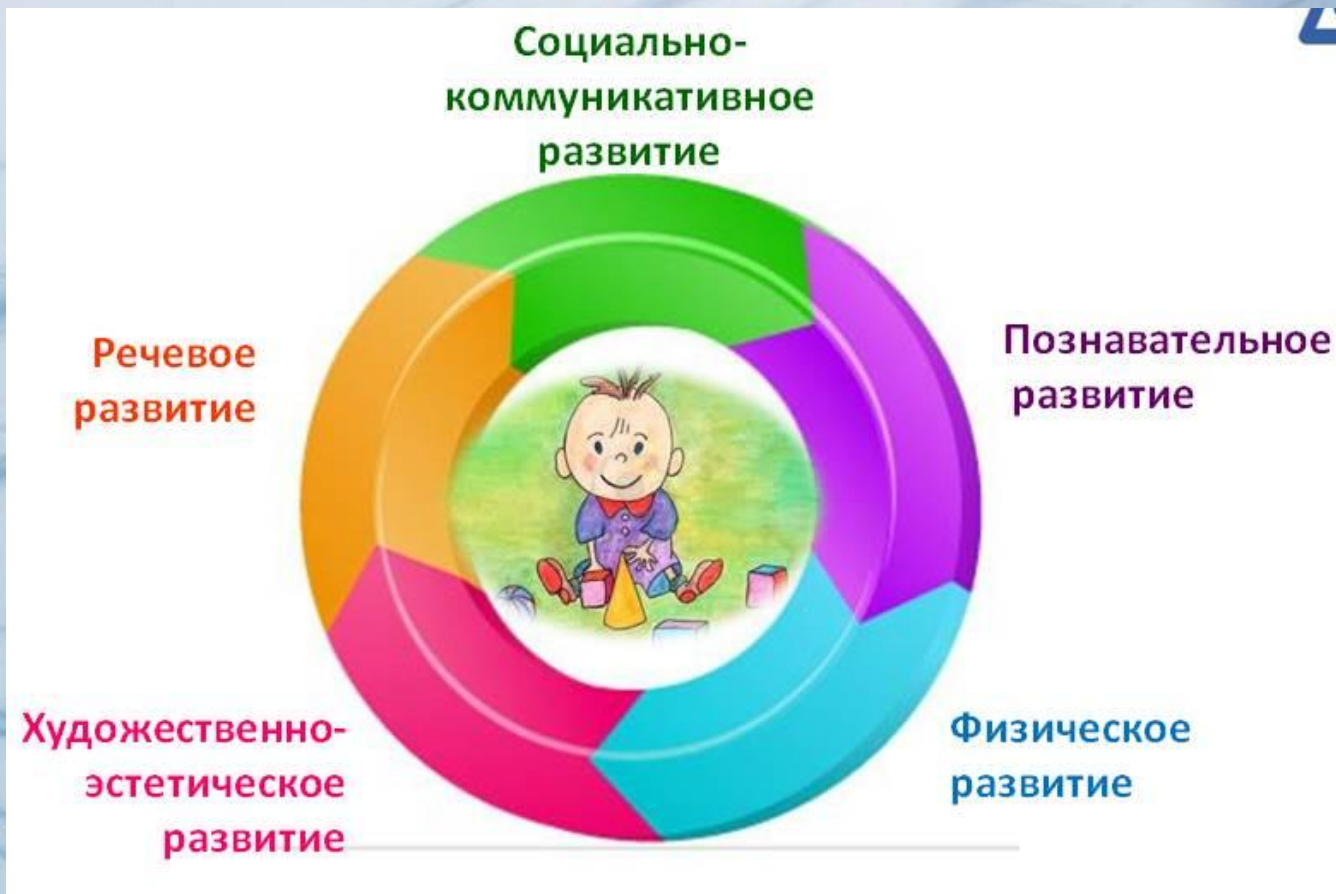 Социально-
коммуникативное
развитие
Познавательное
развитие
Речевое
развитие
Художественно-
эстетическое
развитие
Физическое
развитие